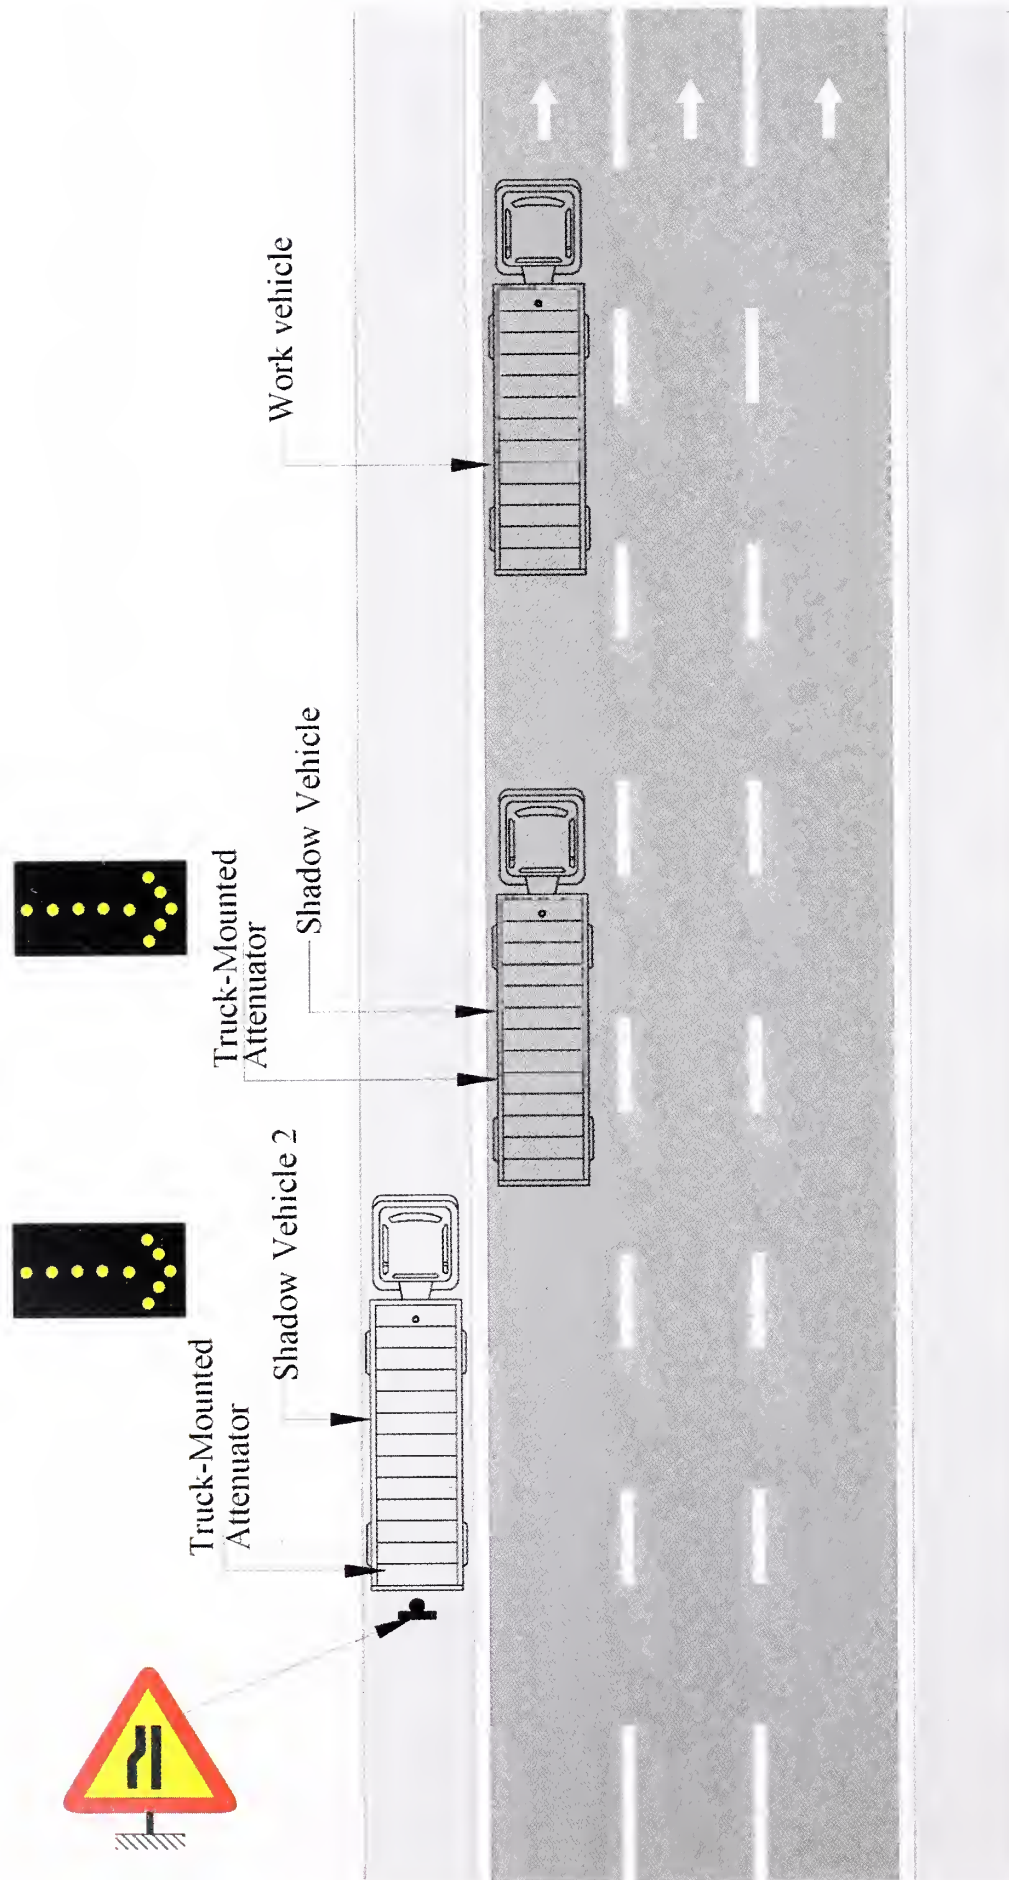 Work vehicle
Shadow Vehicle
Truck-Mounted
Attenuator
Shadow Vehicle 2
Truck-Mounted
Attenuator